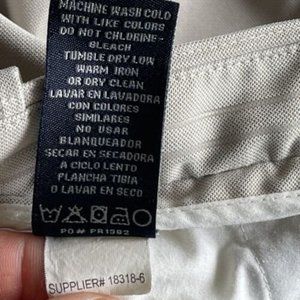 MACHINE WASH COLD
WITH LIKE COLORS
DO NOT CHLORINE-
BLEACH
TUMBLE DRY LOW
WARM IRON
OR DRY CLEAN
LAVAR EN LAVADORA
CON COLORES
SIMILARES
NO USAR
BLANQUEADOR
SECAR EN SECADORA
A CICLO LENTO
PLANCHA TIBIA
O LAVAR EN SECO
PO# PR1992
SUPPLIER# 18318-6